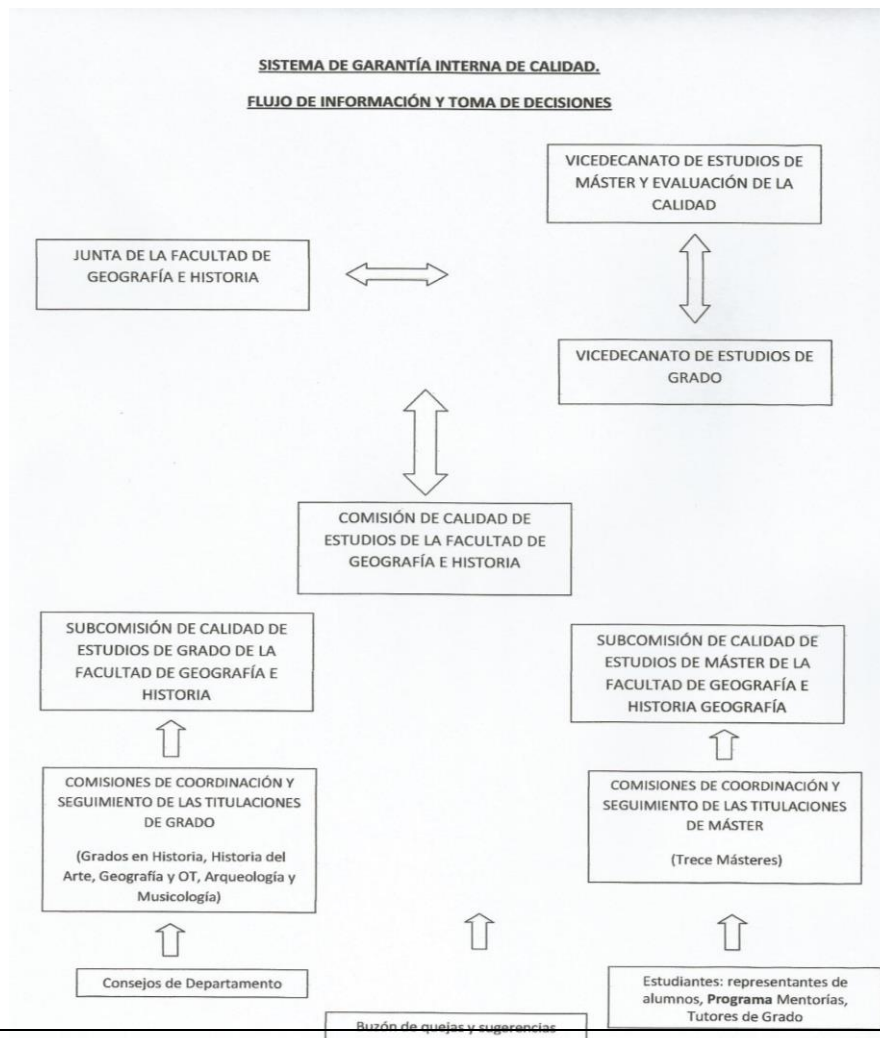 SISTEMA DE GARANTÍA INTERNA DE CALIDAD.
FLUJO DE INFORMACIÓN Y TOMA DE DECISIONES
VICEDECANATO DE ESTUDIOS DE
MÁSTER Y EVALUACIÓN DE LA
CALIDAD
JUNTA DE LA FACULTAD DE
GEOGRAFÍA E HISTORIA
VICEDECANATO DE ESTUDIOS DE
GRADO
COMISIÓN DE CALIDAD DE
ESTUDIOS DE LA FACULTAD DE
GEOGRAFÍA E HISTORIA
SUBCOMISIÓN DE CALIDAD DE
ESTUDIOS DE GRADO DE LA
FACULTAD DE GEOGRAFÍA E
HISTORIA
SUBCOMISIÓN DE CALIDAD DE
ESTUDIOS DE MÁSTER DE LA
FACULTAD DE GEOGRAFÍA E
HISTORIA GEOGRAFÍA
COMISIONES DE COORDINACIÓN Y
SEGUIMIENTO DE LAS TITULACIONES
DE GRADO
(Grados en Historia, Historia del
Arte, Geografía y OT, Arqueología y
Musicología)
COMISIONES DE COORDINACIÓN Y
SEGUIMIENTO DE LAS TITULACIONES
DE MÁSTER
(Trece Másteres)
Consejos de Departamento
Estudiantes: representantes de
alumnos, Programa Mentorías,
Tutores de Grado
Buzón de quejas y sugerencias